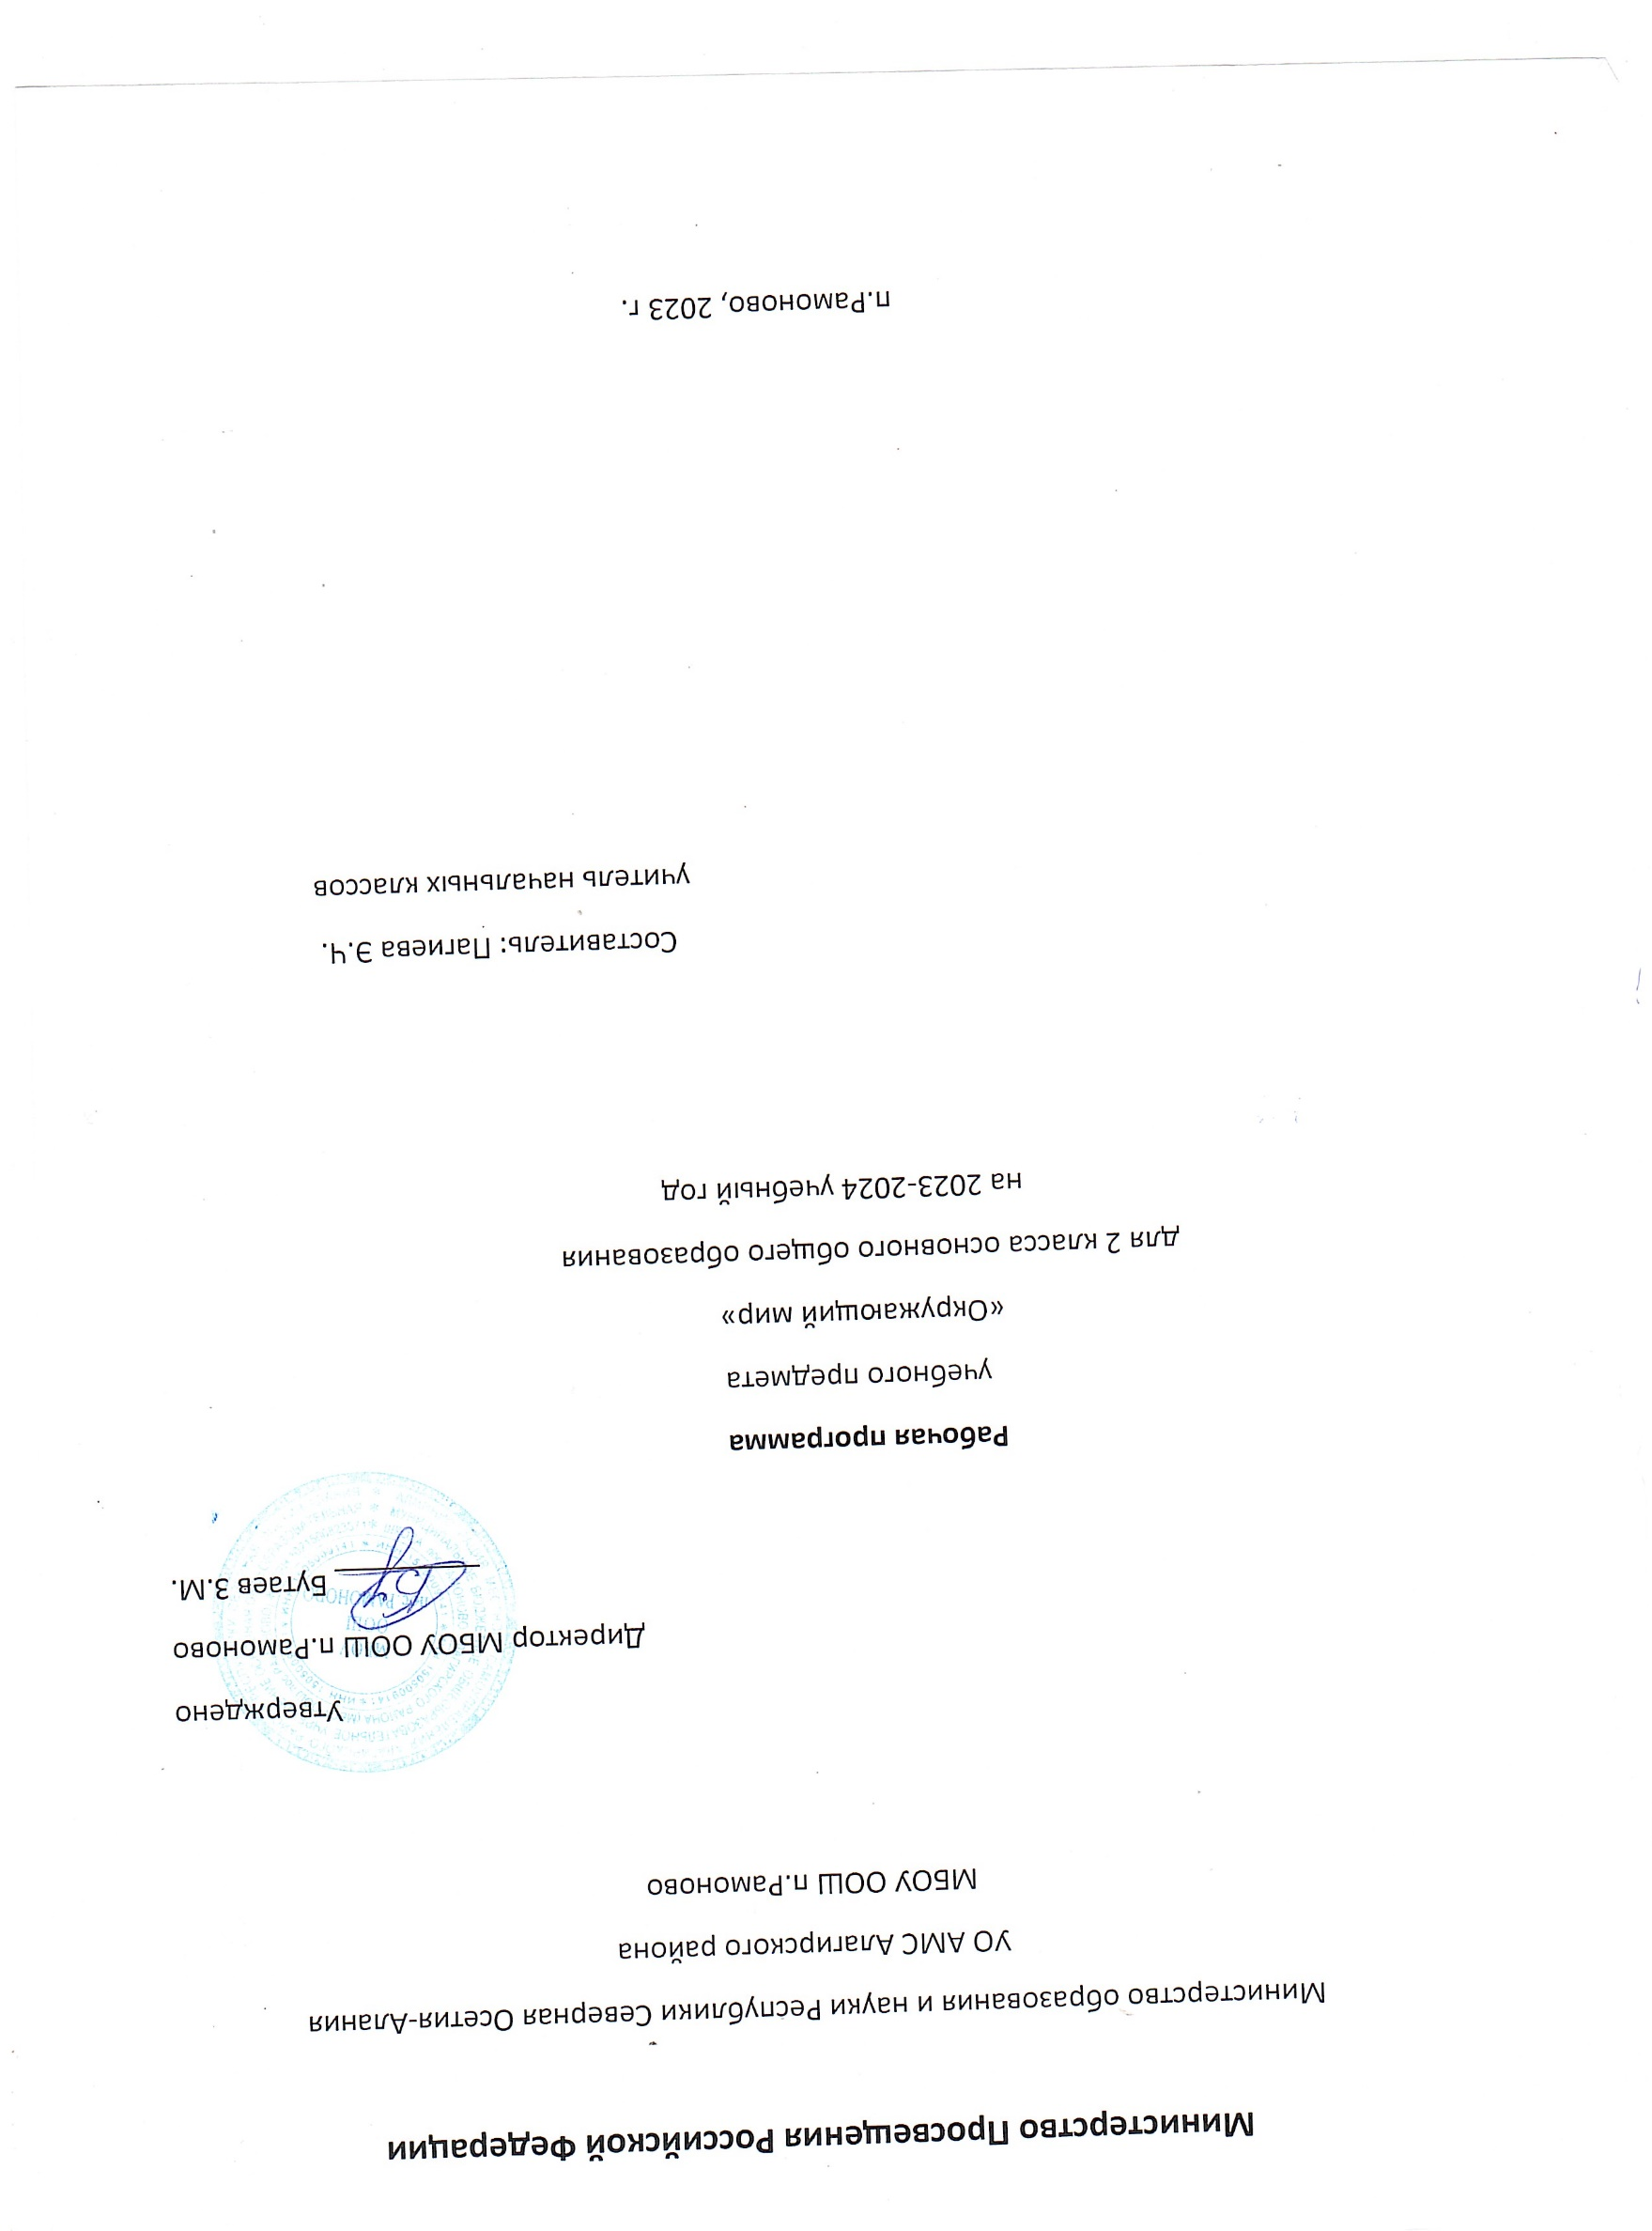 Министерство Просвещения Российской Федерации
Министерство образования и науки Республики Северная Осетия-Алания
УО АМС Алагирского района
МБОУ ООШ п.Рамоново
Утверждено
Директор МБОУ ООШ п.Рамоново
Бутаев З.М.
Рабочая программа
учебного предмета
«Окружающий мир»
для 2 класса основного общего образования
на 2023-2024 учебный год
Составитель: Пагиева Э.Ч.
учитель начальных классов
п.Рамоново, 2023 г.